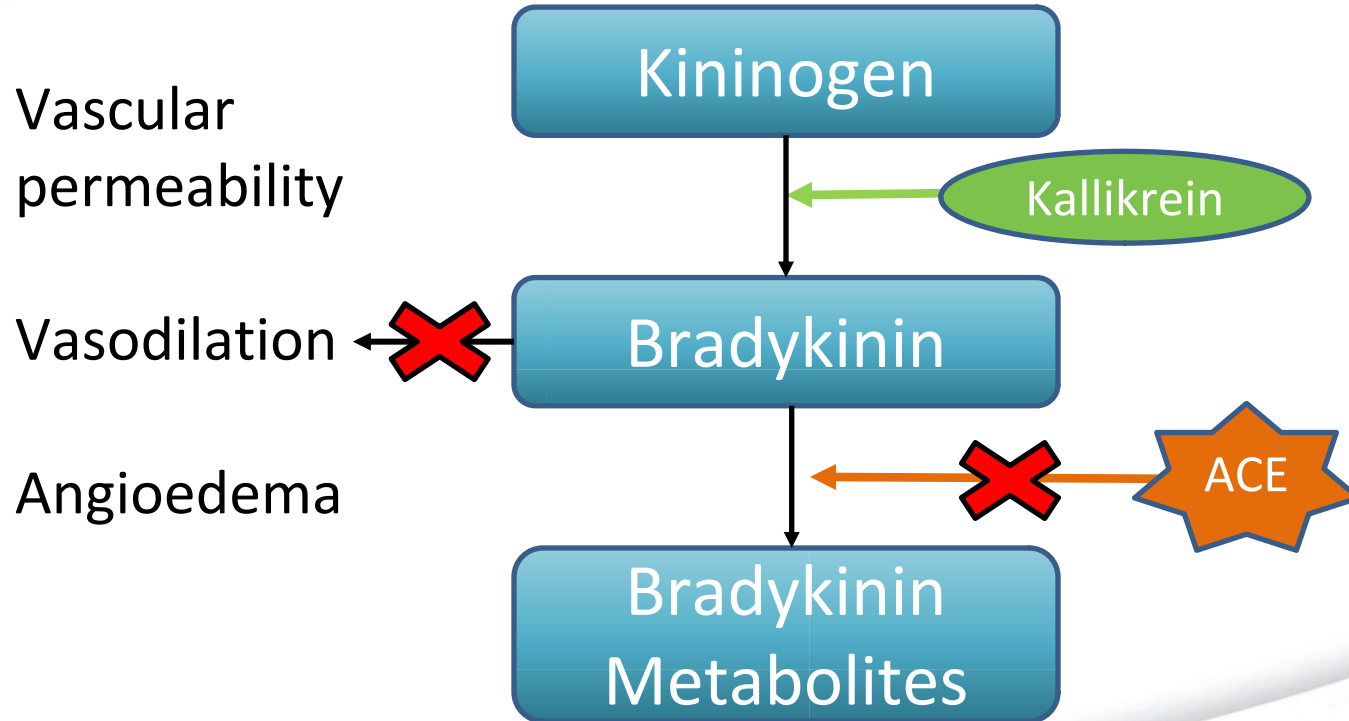 Vascular
permeability
Vasodilation
Angioedema
Kininogen
Kallikrein
Bradykinin
ACE
Bradykinin
Metabolites